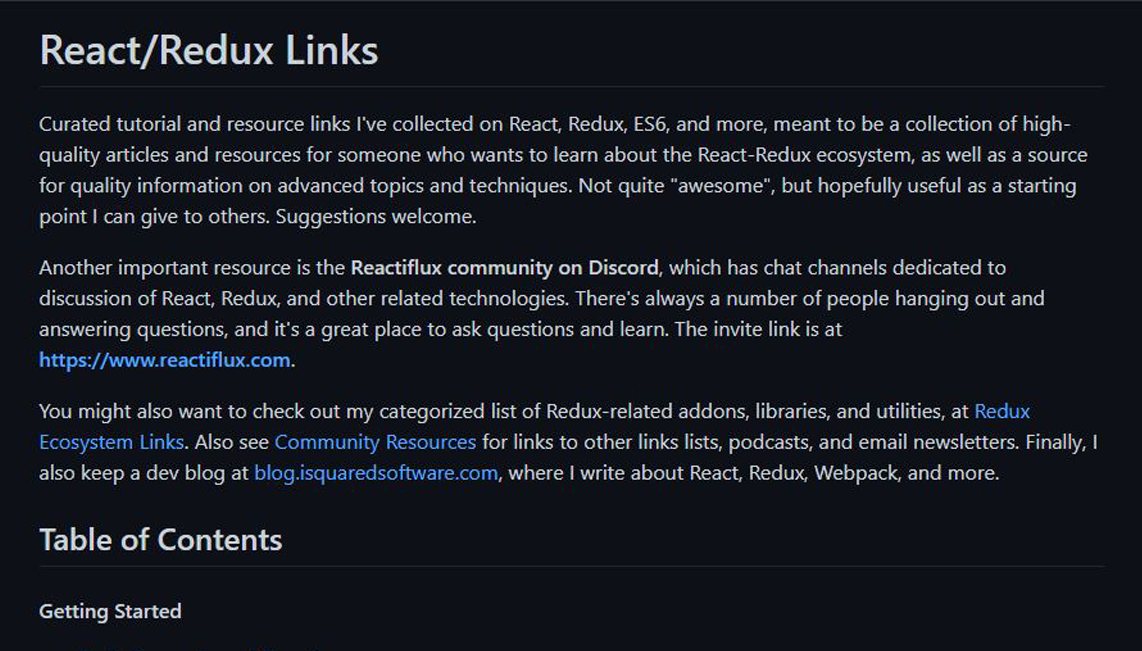 React/Redux Links
Curated tutorial and resource links I've collected on React, Redux, ES6, and more, meant to be a collection of high-
quality articles and resources for someone who wants to learn about the React-Redux ecosystem, as well as a source
for quality information on advanced topics and techniques. Not quite "awesome", but hopefully useful as a starting
point I can give to others. Suggestions welcome.
Another important resource is the Reactiflux community on Discord, which has chat channels dedicated to
discussion of React, Redux, and other related technologies. There's always a number of people hanging out and
answering questions, and it's a great place to ask questions and learn. The invite link is at
https://www.reactiflux.com.
You might also want to check out my categorized list of Redux-related addons, libraries, and utilities, at Redux
Ecosystem Links. Also see Community Resources for links to other links lists, podcasts, and email newsletters. Finally, I
also keep a dev blog at blog.isquaredsoftware.com, where I write about React, Redux, Webpack, and more.
Table of Contents
Getting Started